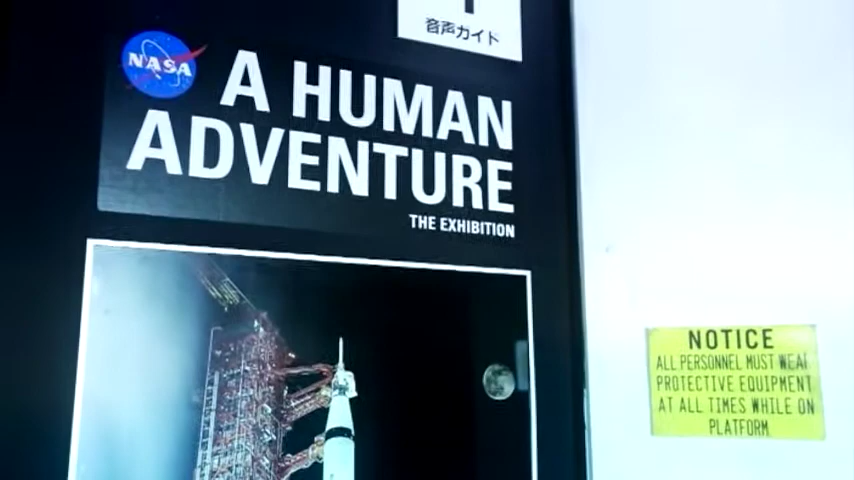 音声ガイド
NASA
A HUMAN
ADVENTURE
THE EXHIBITION
NOTICE
ALL PERSONNEL MUST WEAR
PROTECTIVE EQUIPMENT
AT ALL TIMES WHILE ON
PLATFORM